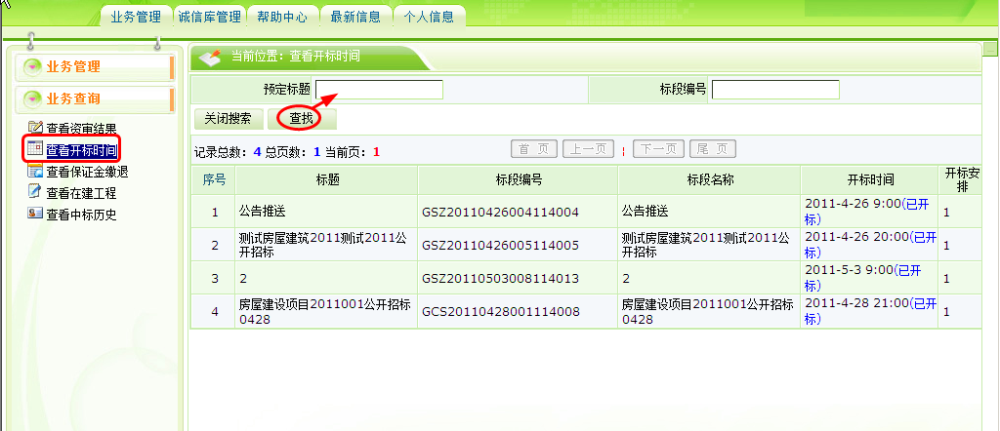 业务管理 诚信库管理 帮助中心 最新信息 个人信息
业务管理
业务查询
查看资审结果
查看开标时间
查看保证金缴退
查看在建工程
查看中标历史
当前位置：查看开标时间
预定标题 标段编号
关闭搜索 查找
记录总数：4 总页数：1 当前页：1 首 页 上一页 下一页 尾 页
序号 标题 标段编号 标段名称 开标时间 开标安
排
1 公告推送 GSZ20110426004114004 公告推送 2011-4-26 9:00(已开
标) 1
2 测试房屋建筑2011测试2011公
开招标 GSZ20110426005114005 测试房屋建筑2011测试2011公
开招标 2011-4-26 20:00(已开
标) 1
3 2 GSZ20110503008114013 2 2011-5-3 9:00(已开
标) 1
4 房屋建设项目2011001公开招标
0428 GCS20110428001114008 房屋建设项目2011001公开招标
0428 2011-4-28 21:00(已开
标) 1